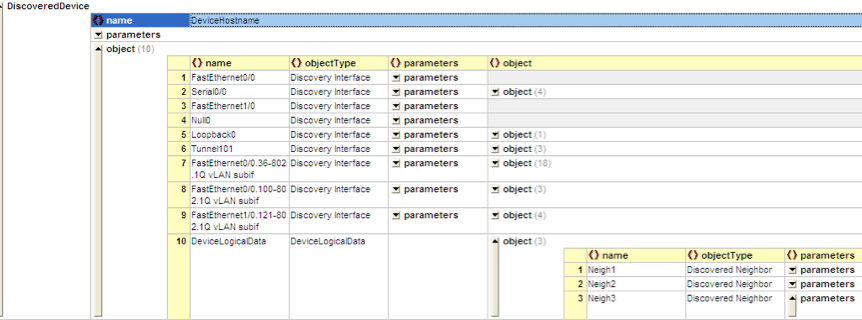 DiscoveredDevice
name DeviceHostname
parameters
object (10)
name objectType parameters object
1 FastEthernet0/0 Discovery Interface parameters
2 Serial0/0 Discovery Interface parameters object (4)
3 FastEthernet1/0 Discovery Interface parameters
4 Null0 Discovery Interface parameters
5 Loopback0 Discovery Interface parameters object (1)
6 Tunnel101 Discovery Interface parameters object (3)
7 FastEthernet0/0.36-802 Discovery Interface parameters object (18)
.1Q vLAN subif
8 FastEthernet0/0.100-80 Discovery Interface parameters object (3)
2.1Q vLAN subif
9 FastEthernet1/0.121-80 Discovery Interface parameters object (4)
2.1Q vLAN subif
10 DeviceLogicalData DeviceLogicalData object (3)
name objectType parameters
1 Neigh1 Discovered Neighbor parameters
2 Neigh2 Discovered Neighbor parameters
3 Neigh3 Discovered Neighbor parameters